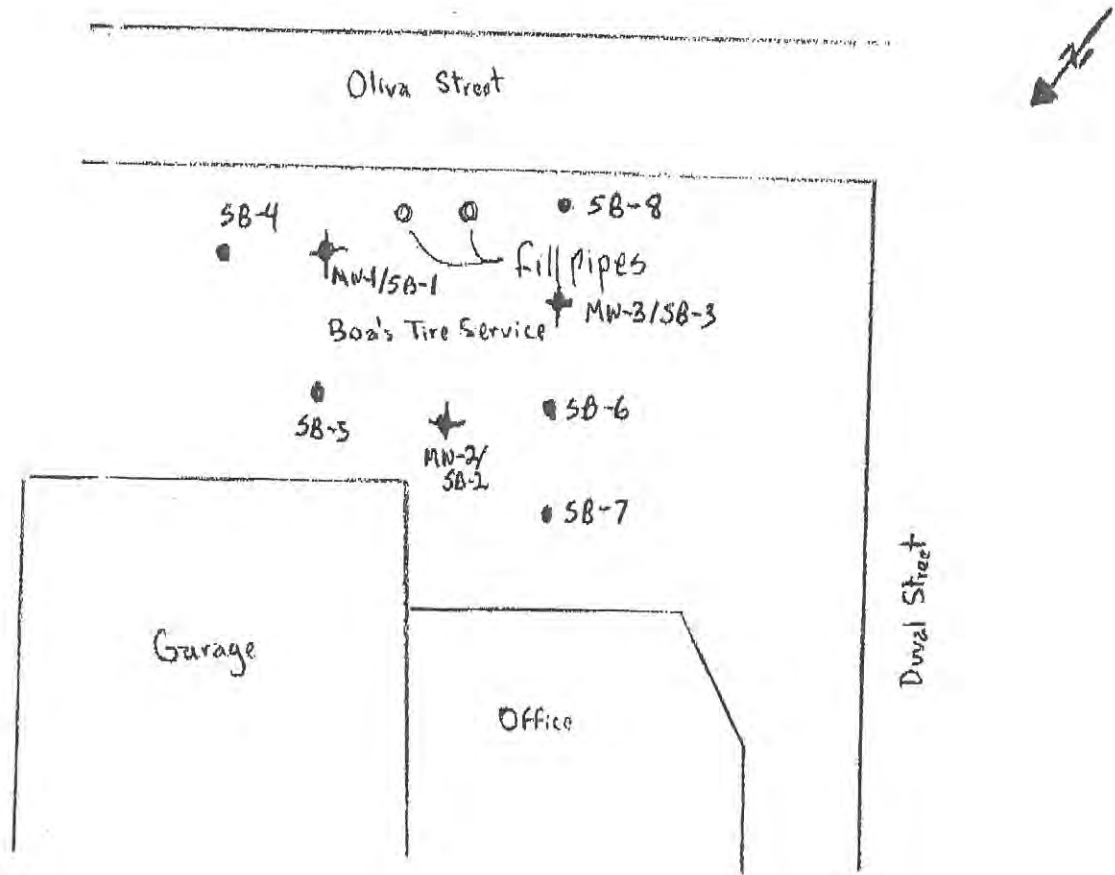 N
Oliva Street
SB-4
SB-8
fill pipes
MW-1/SB-1
MW-3/SB-3
Boa's Tire Service
SB-6
SB-5
MW-2/
SB-2
SB-7
Duval Street
Garage
Office